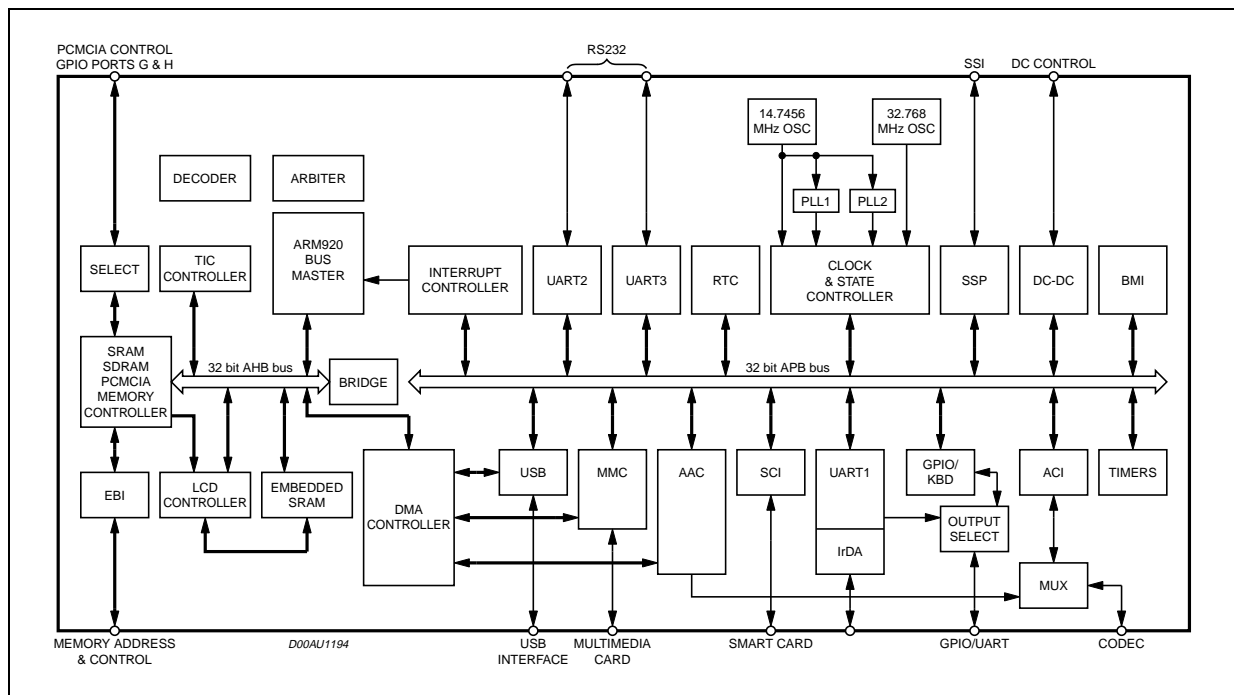 PCMCIA CONTROL
GPIO PORTS G & H
RS232
SSI
DC CONTROL
14.7456
MHz OSC
32.768
MHz OSC
DECODER
ARBITER
PLL1
PLL2
SELECT
TIC
CONTROLLER
ARM920
BUS
MASTER
INTERRUPT
CONTROLLER
UART2
UART3
RTC
CLOCK
& STATE
CONTROLLER
SSP
DC-DC
BMI
SRAM
SDRAM
PCMCIA
MEMORY
CONTROLLER
32 bit AHB bus
BRIDGE
32 bit APB bus
EBI
LCD
CONTROLLER
EMBEDDED
SRAM
DMA
CONTROLLER
USB
MMC
AAC
SCI
UART1
IrDA
GPIO/
KBD
OUTPUT
SELECT
ACI
TIMERS
MUX
MEMORY ADDRESS
& CONTROL
D00AU1194
USB
INTERFACE
MULTIMEDIA
CARD
SMART CARD
GPIO/UART
CODEC